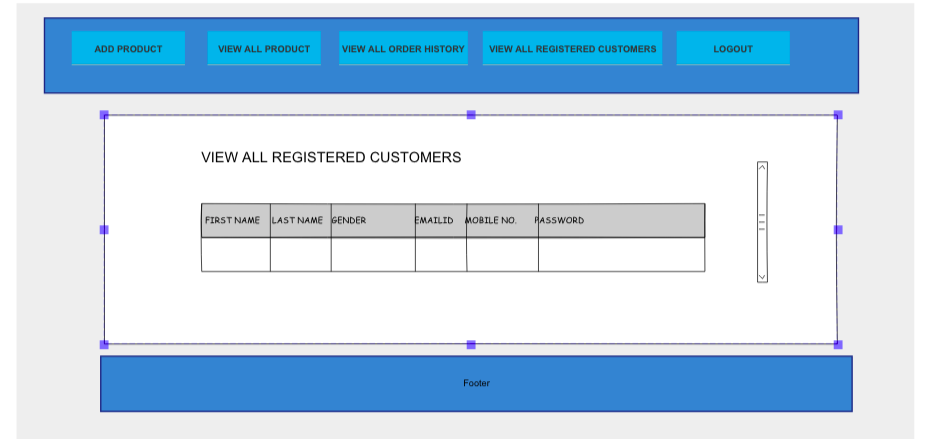 ADD PRODUCT VIEW ALL PRODUCT VIEW ALL ORDER HISTORY VIEW ALL REGISTERED CUSTOMERS LOGOUT
VIEW ALL REGISTERED CUSTOMERS
FIRST NAME LAST NAME GENDER EMAILID MOBILE NO. PASSWORD
Footer